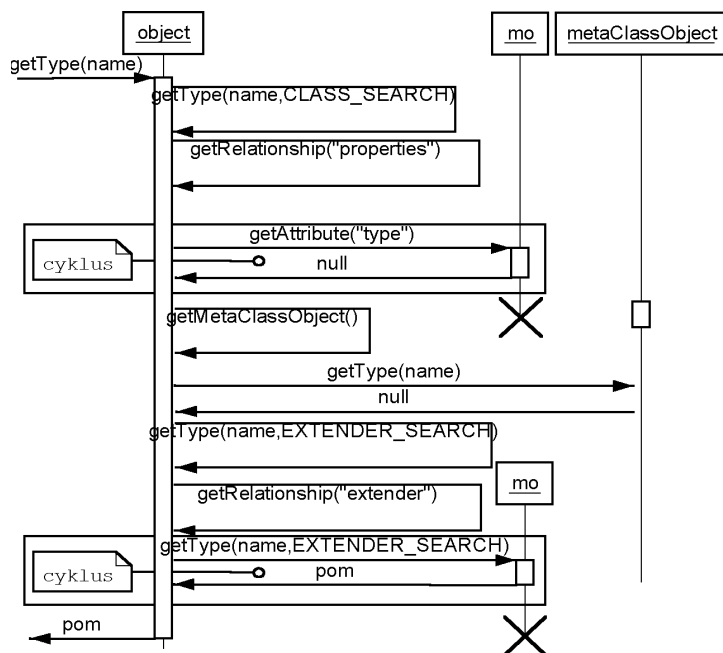 object
mo
metaClassObject
getType(name)
getType(name,CLASS_SEARCH)
getRelationship("properties")
getAttribute("type")
cyklus
null
getMetaClassObject()
getType(name)
null
getType(name,EXTENDER_SEARCH)
mo
getRelationship("extender")
getType(name,EXTENDER_SEARCH)
cyklus
pom
pom